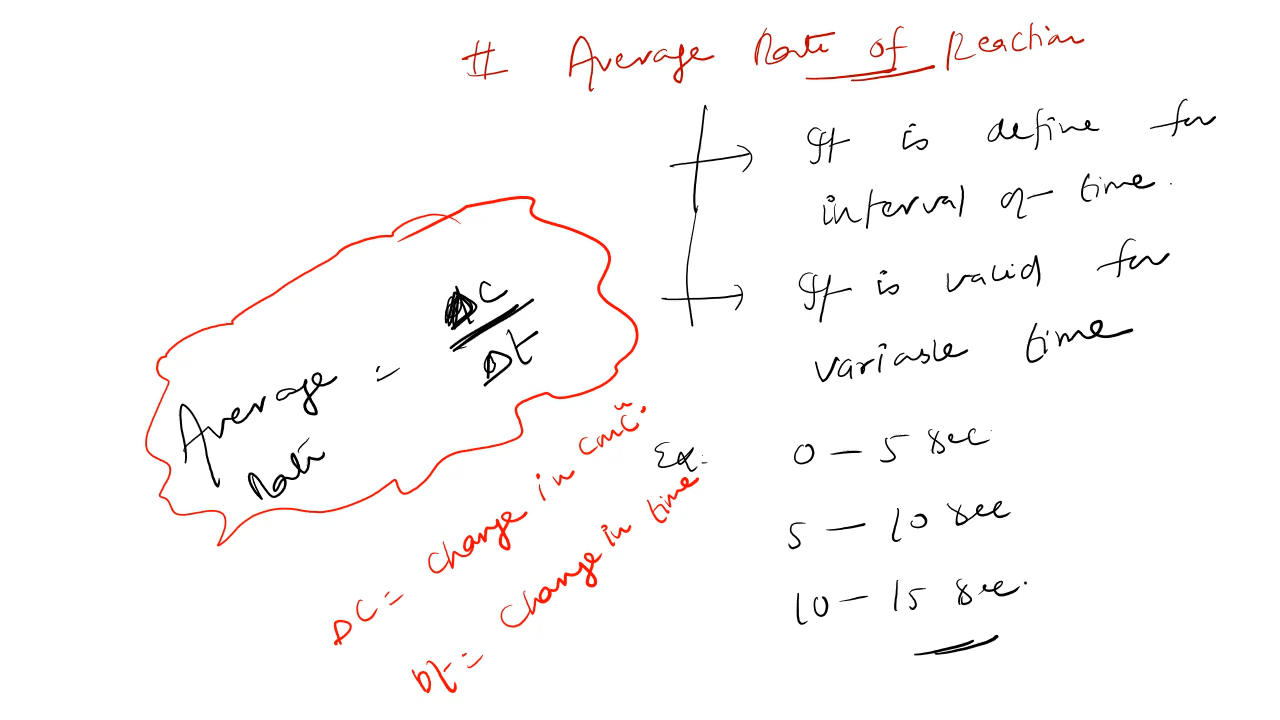 # Average Rate of Reaction
It is define for
interval of time.
It is valid for
variable time
Average Rate = ΔC/Δt
ΔC = change in concⁿ.
Δt = change in time
Ex:
0 – 5 sec
5 – 10 sec
10 – 15 sec.